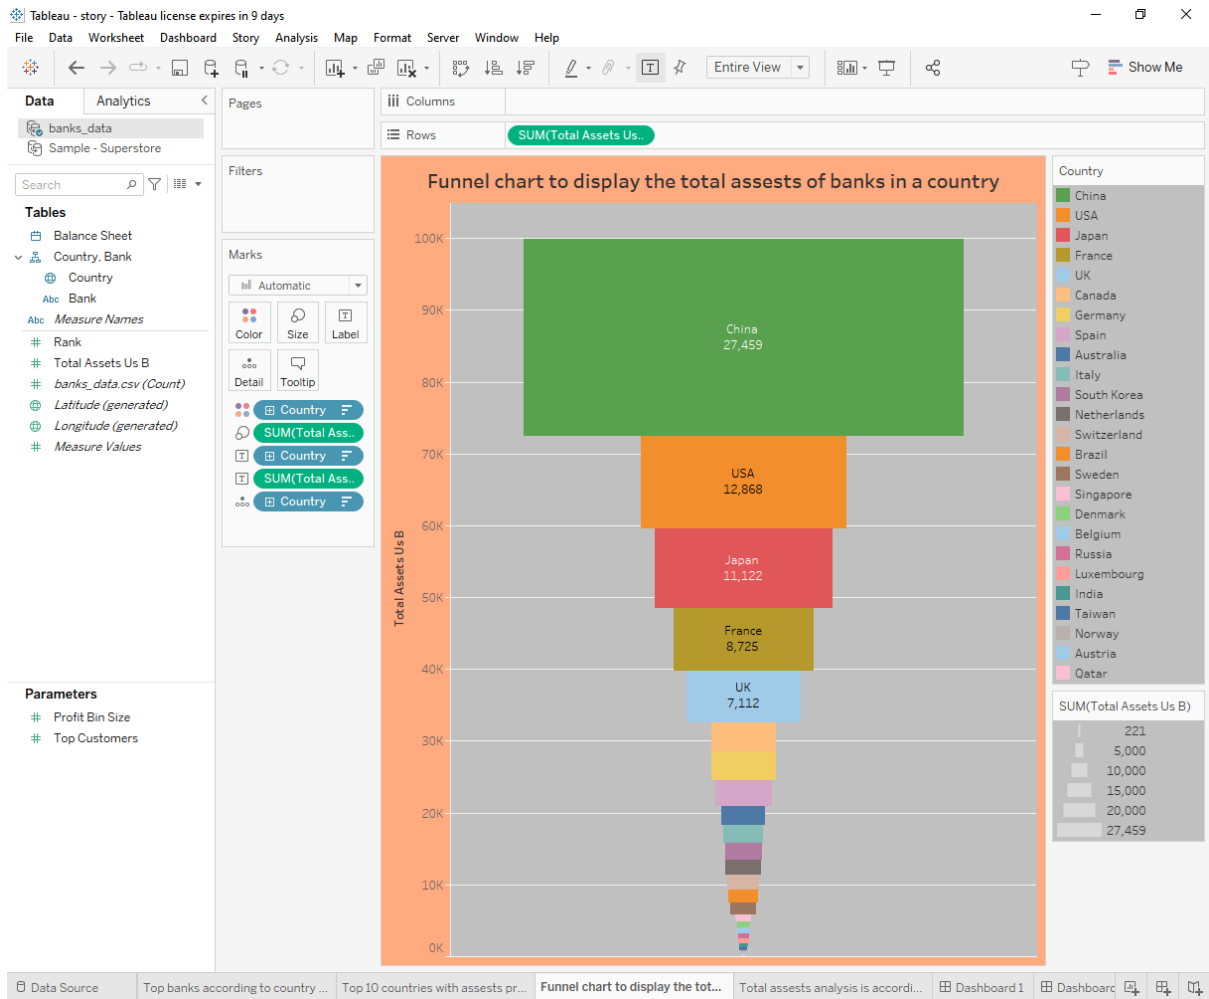 Tableau - story - Tableau license expires in 9 days
File Data Worksheet Dashboard Story Analysis Map Format Server Window Help
Entire View
Show Me
Data Analytics
banks_data
Sample - Superstore
Search
Tables
Balance Sheet
Country, Bank
Country
Abc Bank
Abc Measure Names
# Rank
# Total Assets Us B
# banks_data.csv (Count)
Latitude (generated)
Longitude (generated)
# Measure Values
Parameters
# Profit Bin Size
# Top Customers
Pages
Filters
Marks
Automatic
Color Size Label
Detail Tooltip
Country
SUM(Total Ass..
Country
SUM(Total Ass..
Country
Columns
Rows SUM(Total Assets Us..
Funnel chart to display the total assests of banks in a country
Total Assets Us B
100K
90K
80K
70K
60K
50K
40K
30K
20K
10K
0K
China
27,459
USA
12,868
Japan
11,122
France
8,725
UK
7,112
Country
China
USA
Japan
France
UK
Canada
Germany
Spain
Australia
Italy
South Korea
Netherlands
Switzerland
Brazil
Sweden
Singapore
Denmark
Belgium
Russia
Luxembourg
India
Taiwan
Norway
Austria
Qatar
SUM(Total Assets Us B)
221
5,000
10,000
15,000
20,000
27,459
Data Source Top banks according to country ... Top 10 countries with assests pr... Funnel chart to display the tot... Total assests analysis is accordi... Dashboard 1 Dashboard